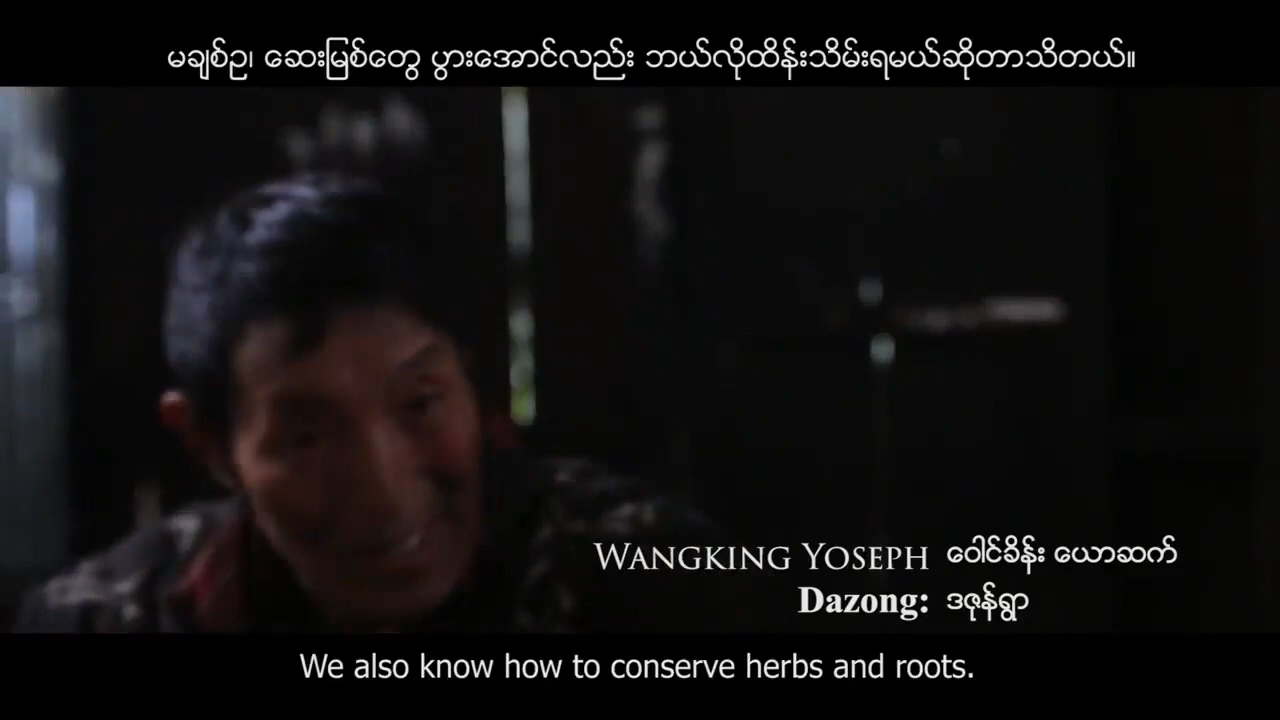 မချစ်ဥ၊ ဆေးမြစ်တွေ ပွားအောင်လည်း ဘယ်လိုထိန်းသိမ်းရမယ်ဆိုတာသိတယ်။
WANGKING YOSEPH ဝေါင်ခိန်း ယောဆက်
Dazong: ဒဇုန်ရွာ
We also know how to conserve herbs and roots.